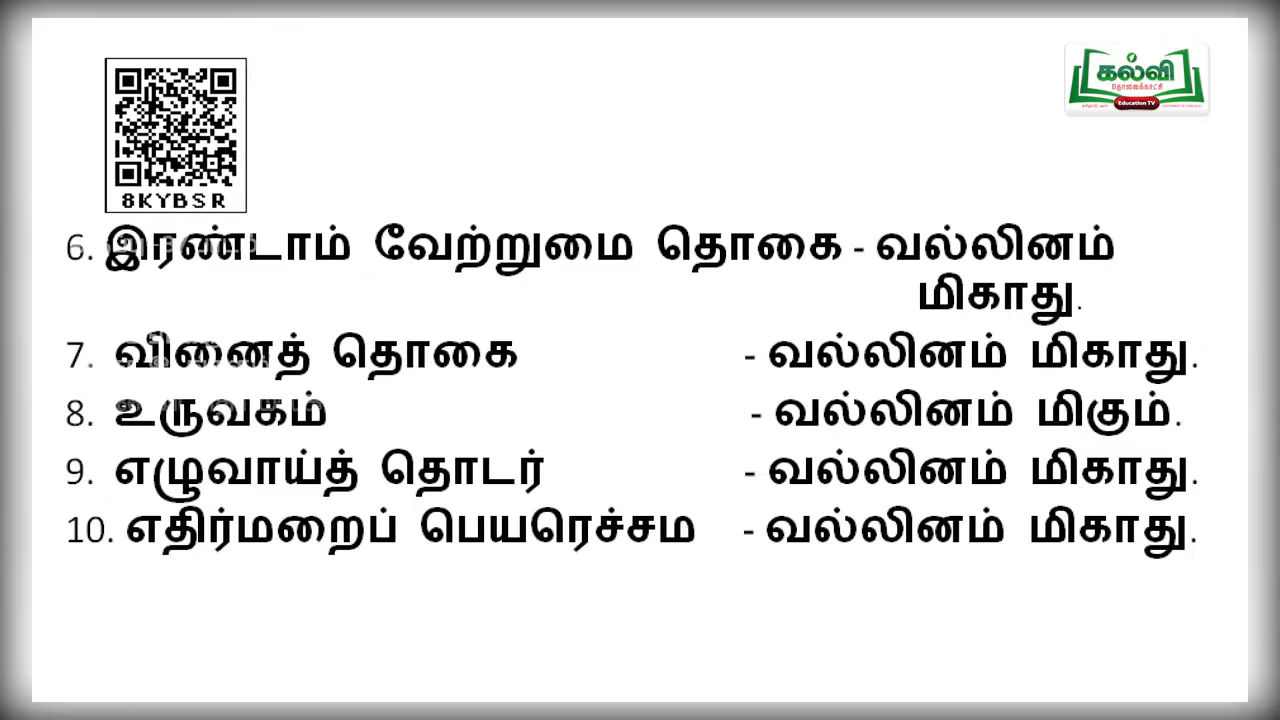 கல்வி
தொலைக்காட்சி
Education TV
8KYBSR
6. இரண்டாம் வேற்றுமை தொகை - வல்லினம்
மிகாது.
7. வினைத் தொகை - வல்லினம் மிகாது.
8. உருவகம் - வல்லினம் மிகும்.
9. எழுவாய்த் தொடர் - வல்லினம் மிகாது.
10. எதிர்மறைப் பெயரெச்சம - வல்லினம் மிகாது.